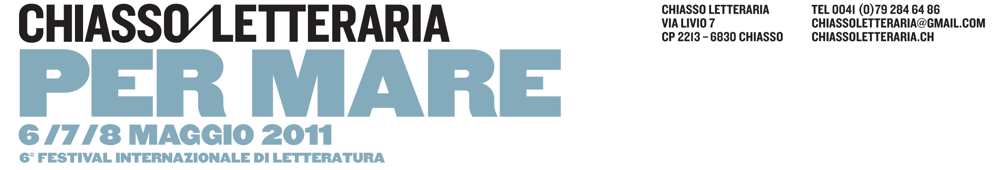 CHIASSO LETTERARIA
PER MARE
6/7/8 MAGGIO 2011
6° FESTIVAL INTERNAZIONALE DI LETTERATURA
CHIASSO LETTERARIA
VIA LIVIO 7
CP 2213 – 6830 CHIASSO
TEL 0041 (0)79 284 64 86
CHIASSOLETTERARIA@GMAIL.COM
CHIASSOLETTERARIA.CH